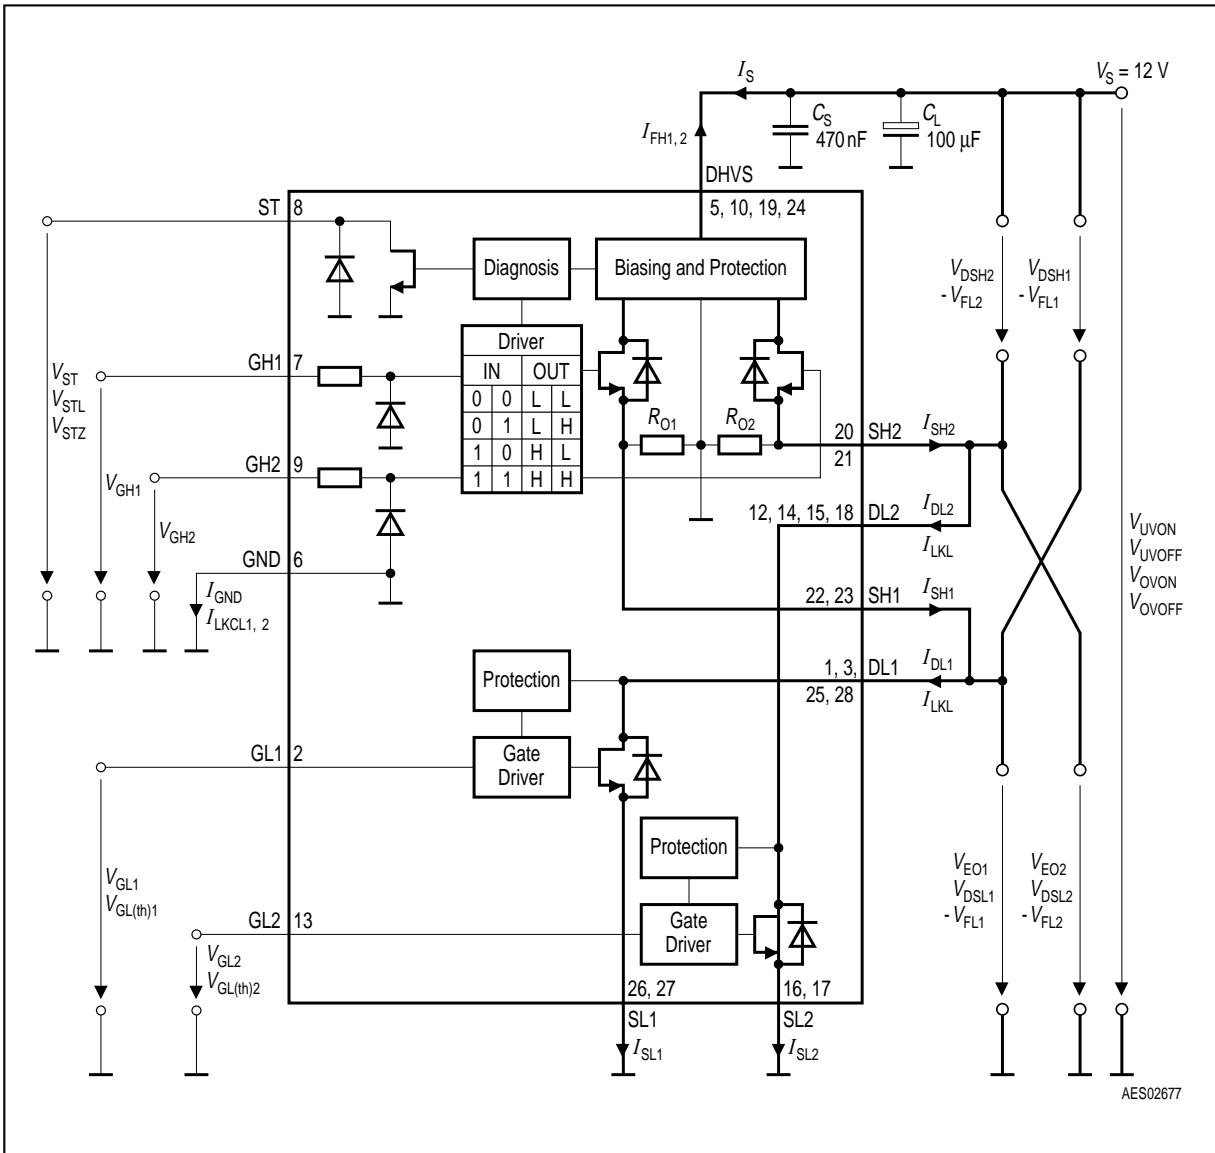 I_S
V_S = 12 V
C_S
470 nF
C_L
100 µF
I_FH1, 2
DHVS
5, 10, 19, 24
ST 8
Diagnosis
Biasing and Protection
V_DSH2
- V_FL2
V_DSH1
- V_FL1
Driver
IN OUT
0 0 L L
0 1 L H
1 0 H L
1 1 H H
GH1 7
V_ST
V_STL
V_STZ
R_O1
R_O2
20 SH2
21
I_SH2
GH2 9
V_GH1
V_GH2
12, 14, 15, 18 DL2
I_DL2
I_LKL
V_UVON
V_UVOFF
V_OVON
V_OVOFF
GND 6
I_GND
I_LKCL1, 2
22, 23 SH1
I_SH1
Protection
1, 3, DL1
25, 28
I_DL1
I_LKL
GL1 2
Gate
Driver
Protection
V_GL1
V_GL(th)1
V_EO1
V_DSL1
- V_FL1
V_EO2
V_DSL2
- V_FL2
GL2 13
Gate
Driver
V_GL2
V_GL(th)2
26, 27
16, 17
SL1
SL2
I_SL1
I_SL2
AES02677